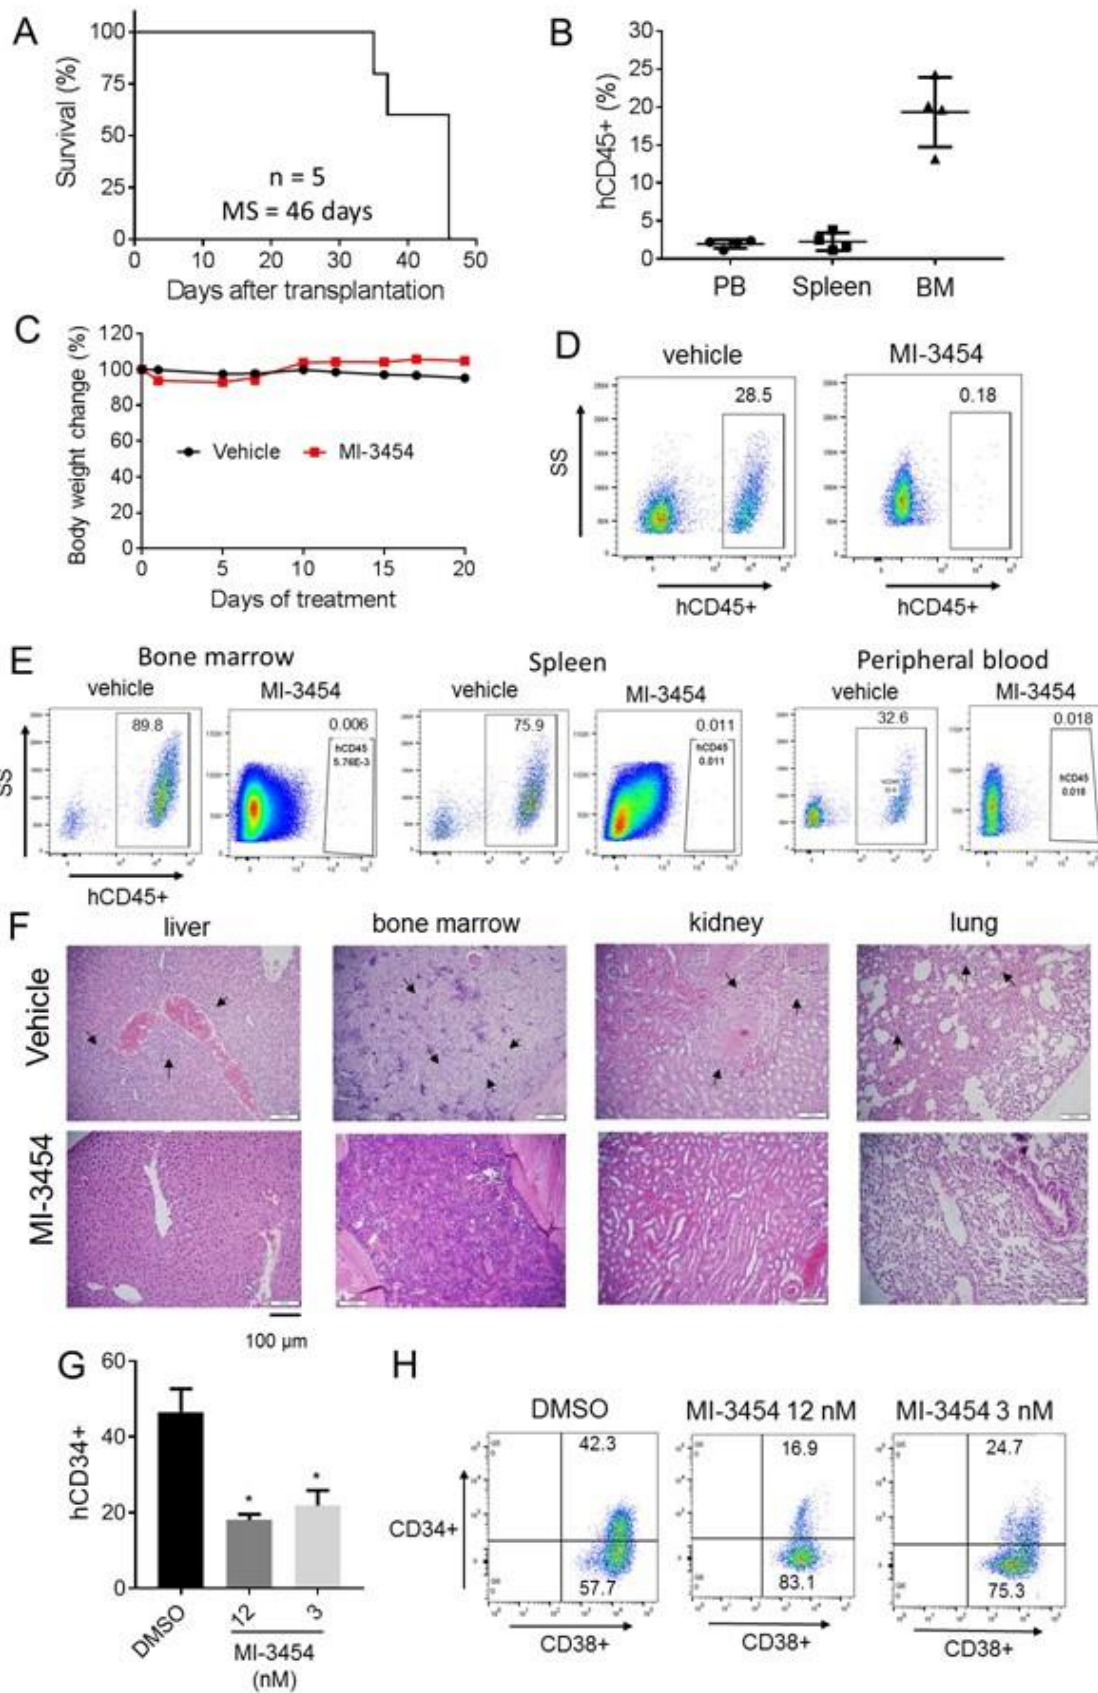 A
Survival (%)
100
75
50
25
0
n = 5
MS = 46 days
0 10 20 30 40 50
Days after transplantation
B
hCD45+ (%)
30
25
20
15
10
5
0
PB Spleen BM
C
Body weight change (%)
120
100
80
60
40
20
0
Vehicle MI-3454
0 5 10 15 20
Days of treatment
D
vehicle MI-3454
28.5 0.18
SS
hCD45+ hCD45+
E
Bone marrow Spleen Peripheral blood
vehicle MI-3454 vehicle MI-3454 vehicle MI-3454
89.8 0.006 75.9 0.011 32.6 0.018
hCD45
5.76E-3
hCD45
0.011
hCD45
0.018
SS
hCD45+
F
liver bone marrow kidney lung
Vehicle
MI-3454
100 µm
G
hCD34+
60
40
20
0
DMSO 12 3
MI-3454
(nM)
H
DMSO MI-3454 12 nM MI-3454 3 nM
42.3 16.9 24.7
CD34+
57.7 83.1 75.3
CD38+ CD38+ CD38+